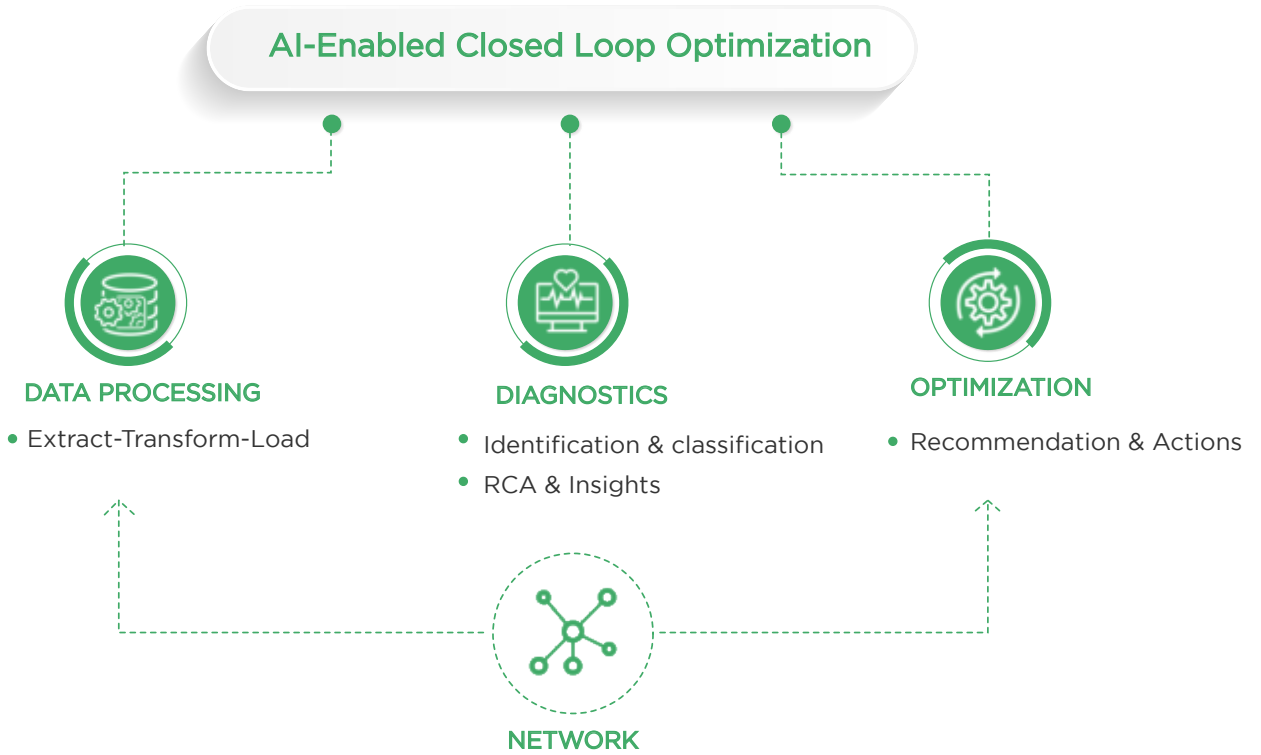 AI-Enabled Closed Loop Optimization
DATA PROCESSING
Extract-Transform-Load
DIAGNOSTICS
Identification & classification
RCA & Insights
OPTIMIZATION
Recommendation & Actions
NETWORK